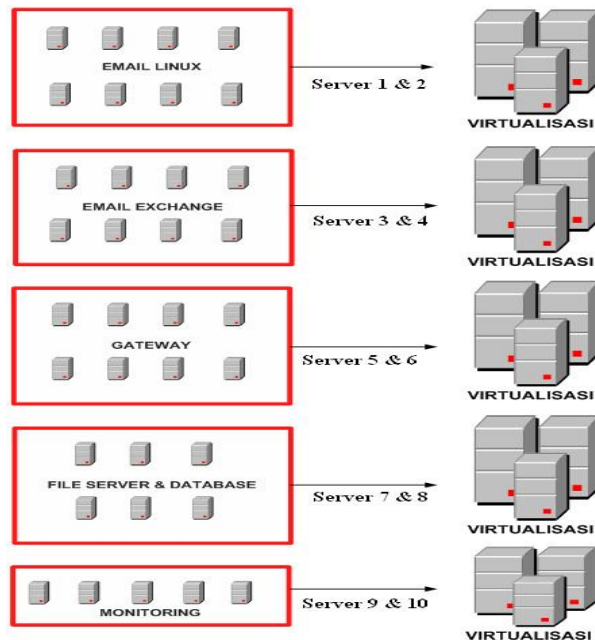 EMAIL LINUX
Server 1 & 2
VIRTUALISASI
EMAIL EXCHANGE
Server 3 & 4
VIRTUALISASI
GATEWAY
Server 5 & 6
VIRTUALISASI
FILE SERVER & DATABASE
Server 7 & 8
VIRTUALISASI
MONITORING
Server 9 & 10
VIRTUALISASI